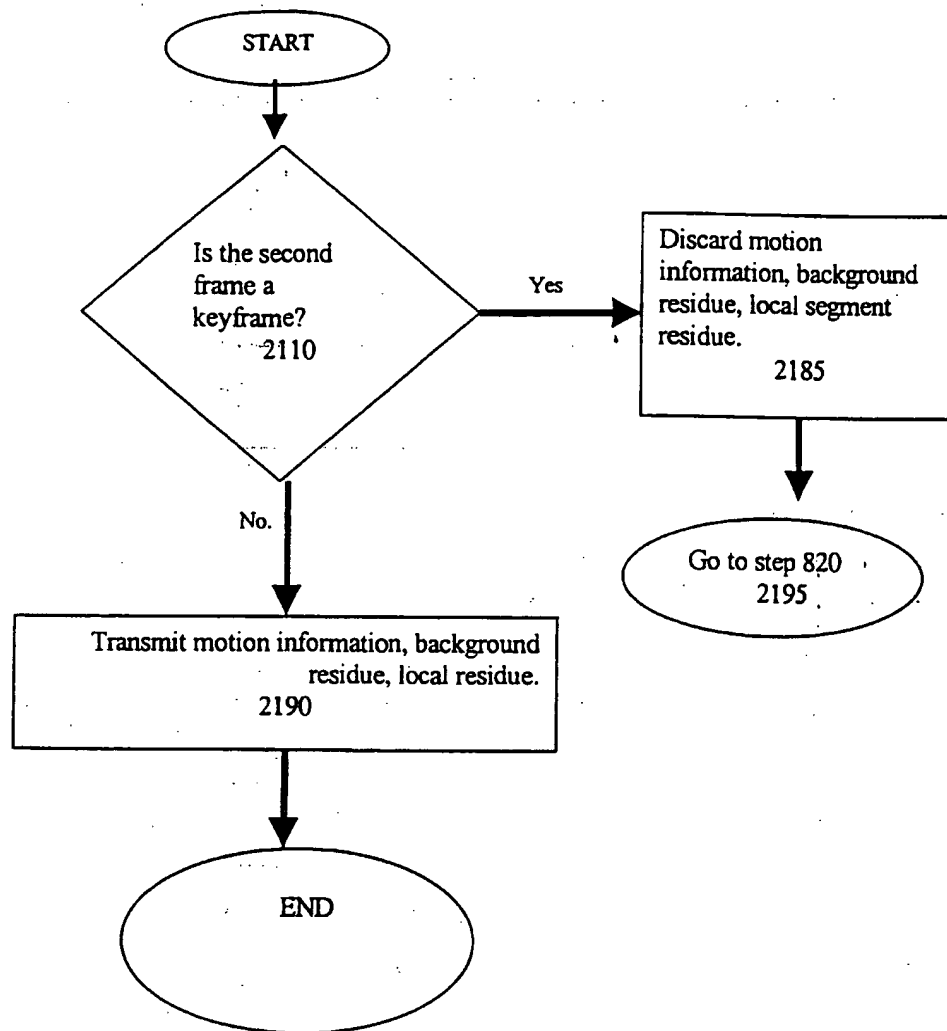 START
Is the second
frame a
keyframe?
2110
Yes
Discard motion
information, background
residue, local segment
residue.
2185
No.
Go to step 820
2195
Transmit motion information, background
residue, local residue.
2190
END